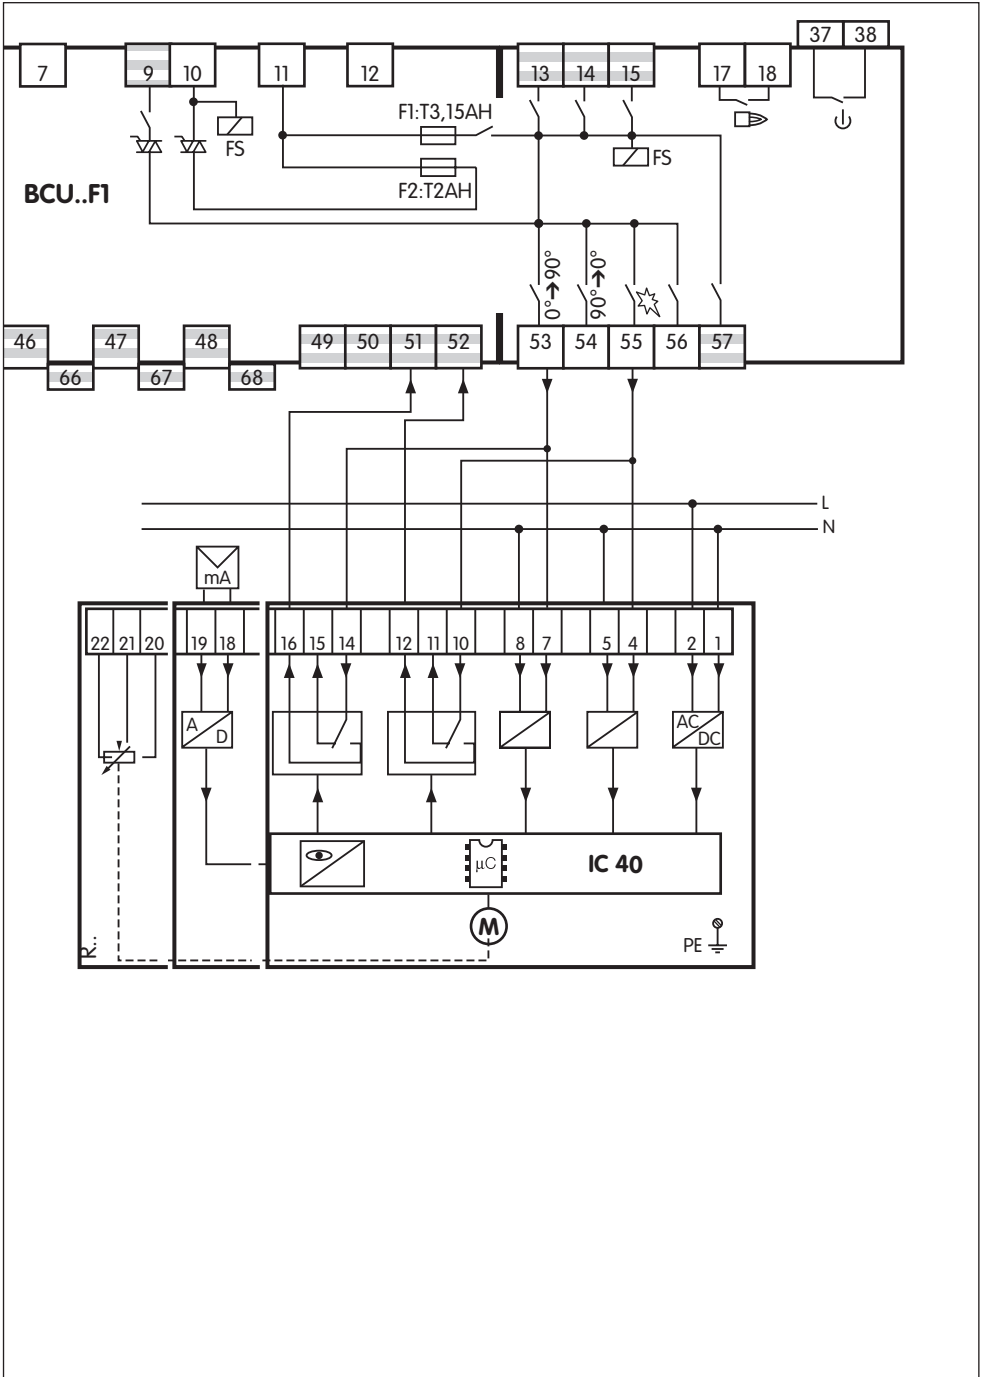 37 38
7 9 10 11 12 13 14 15 17 18
F1:T3,15AH
FS
FS
F2:T2AH
BCU..F1
0°➔90°
90°➔0°
46 47 48 49 50 51 52 53 54 55 56 57
66 67 68
L
N
mA
22 21 20 19 18 16 15 14 12 11 10 8 7 5 4 2 1
A
D
AC
DC
µC
IC 40
M
R..
PE